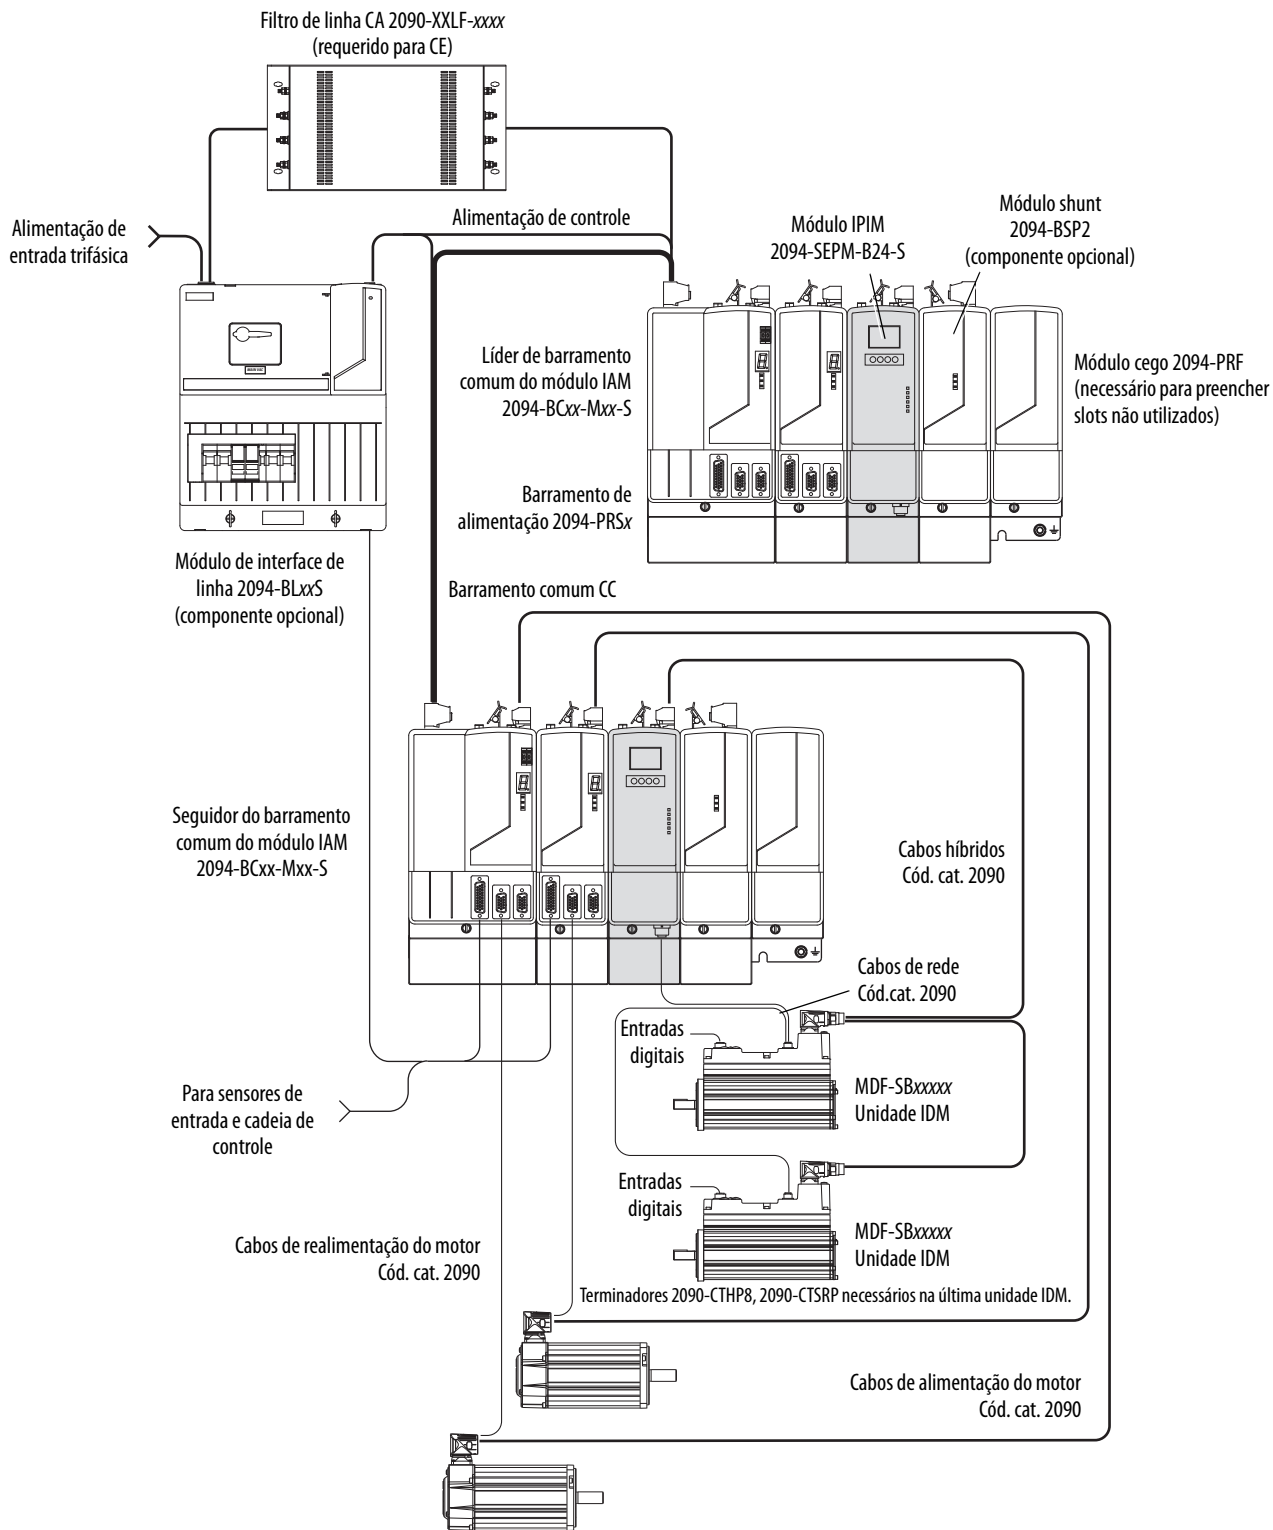 Filtro de linha CA 2090-XXLF-xxxx
(requerido para CE)
Alimentação de
entrada trifásica
Alimentação de controle
Módulo IPIM
2094-SEPM-B24-S
Módulo shunt
2094-BSP2
(componente opcional)
Líder de barramento
comum do módulo IAM
2094-BCxx-Mxx-S
Módulo cego 2094-PRF
(necessário para preencher
slots não utilizados)
Barramento de
alimentação 2094-PRSx
Módulo de interface de
linha 2094-BLxxS
(componente opcional)
Barramento comum CC
Seguidor do barramento
comum do módulo IAM
2094-BCxx-Mxx-S
Cabos híbridos
Cód. cat. 2090
Cabos de rede
Cód.cat. 2090
Entradas
digitais
MDF-SBxxxxx
Unidade IDM
Para sensores de
entrada e cadeia de
controle
Entradas
digitais
MDF-SBxxxxx
Unidade IDM
Cabos de realimentação do motor
Cód. cat. 2090
Terminadores 2090-CTHP8, 2090-CTSRP necessários na última unidade IDM.
Cabos de alimentação do motor
Cód. cat. 2090